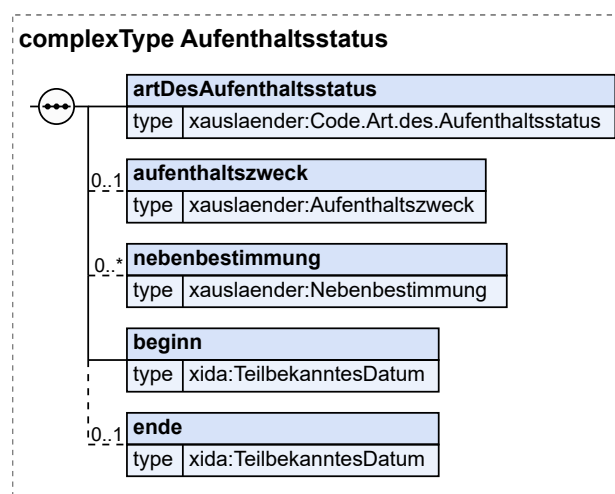 complexType Aufenthaltsstatus
artDesAufenthaltsstatus
type xauslaender:Code.Art.des.Aufenthaltsstatus
0..1 aufenthaltszweck
type xauslaender:Aufenthaltszweck
0..* nebenbestimmung
type xauslaender:Nebenbestimmung
beginn
type xida:TeilbekanntesDatum
0..1 ende
type xida:TeilbekanntesDatum